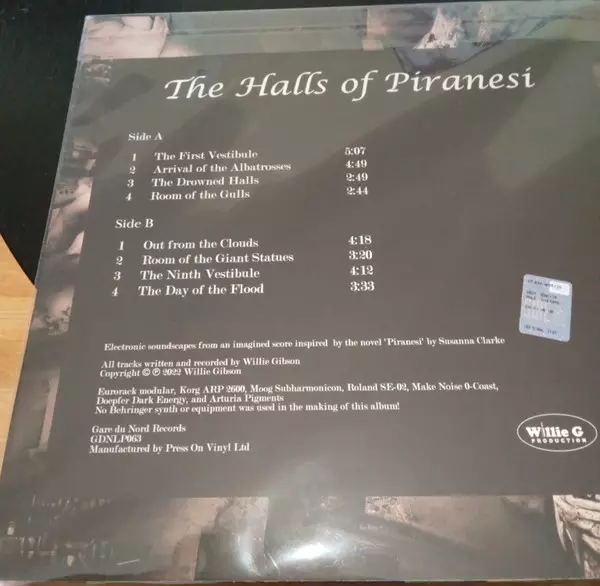 The Halls of Piranesi
Side A
1 The First Vestibule 5:07
2 Arrival of the Albatrosses 4:49
3 The Drowned Halls 2:49
4 Room of the Gulls 2:44
Side B
1 Out from the Clouds 4:18
2 Room of the Giant Statues 3:20
3 The Ninth Vestibule 4:12
4 The Day of the Flood 3:33
Electronic soundscapes from an imagined score inspired by the novel 'Piranesi' by Susanna Clarke
All tracks written and recorded by Willie Gibson
Copyright © ℗ 2022 Willie Gibson
Eurorack modular, Korg ARP 2600, Moog Subharmonicon, Roland SE-02, Make Noise 0-Coast,
Doepfer Dark Energy, and Arturia Pigments
No Behringer synth or equipment was used in the making of this album!
Gare du Nord Records
GDNLP063
Manufactured by Press On Vinyl Ltd
Willie G
PRODUCTION